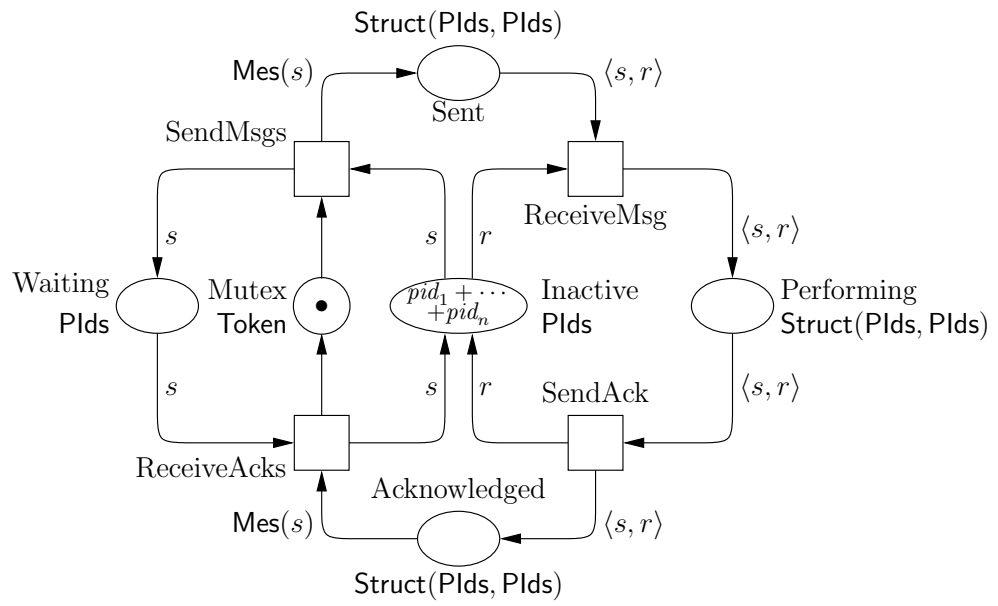 Struct(PIds, PIds)
Mes(s)
⟨s, r⟩
Sent
SendMsgs
ReceiveMsg
s
s
r
⟨s, r⟩
Waiting
PIds
Mutex
Token
pid₁ + ⋯
+pidₙ
Inactive
PIds
Performing
Struct(PIds, PIds)
s
s
r
⟨s, r⟩
SendAck
ReceiveAcks
Acknowledged
Mes(s)
⟨s, r⟩
Struct(PIds, PIds)